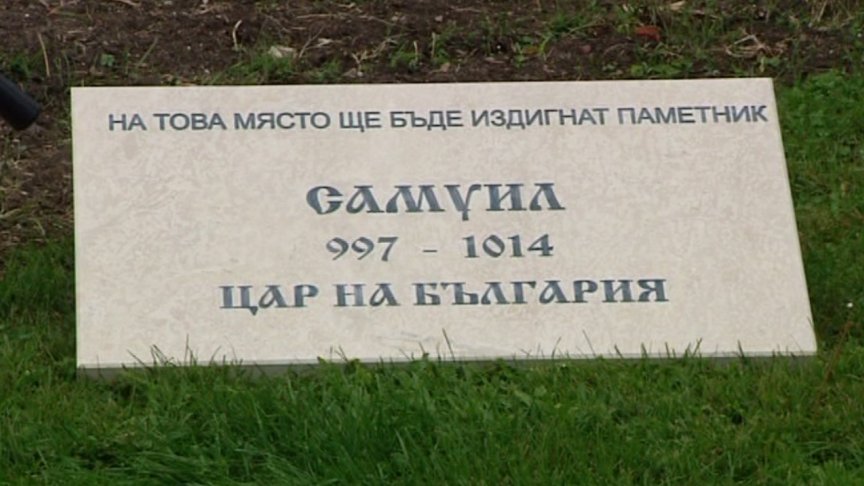 НА ТОВА МЯСТО ЩЕ БЪДЕ ИЗДИГНАТ ПАМЕТНИК
САМУИЛ
997 - 1014
ЦАР НА БЪЛГАРИЯ